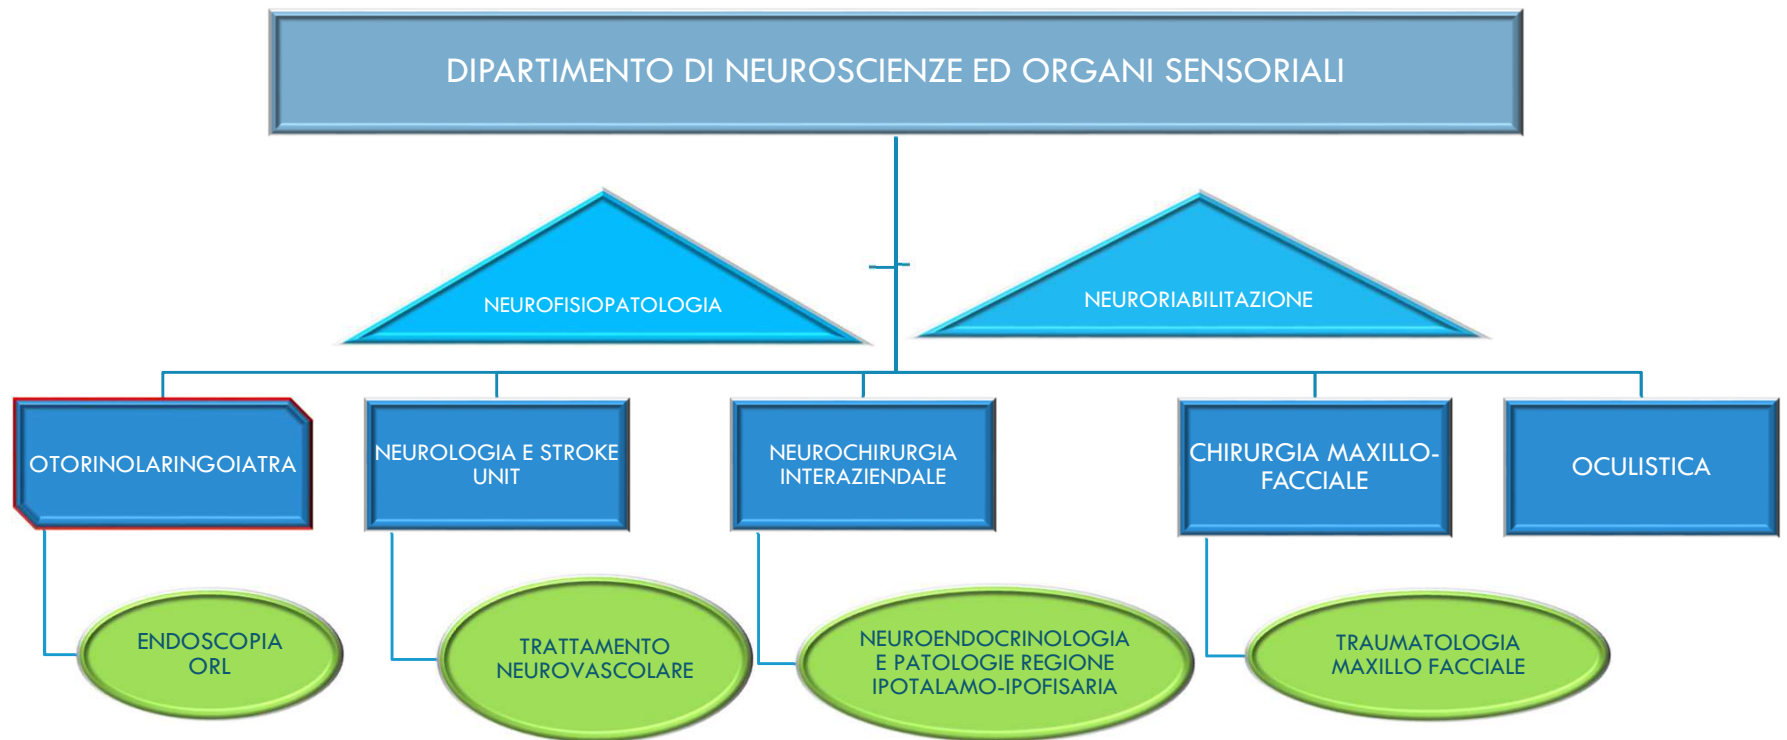 DIPARTIMENTO DI NEUROSCIENZE ED ORGANI SENSORIALI
NEUROFISIOPATOLOGIA
NEURORIABILITAZIONE
OTORINOLARINGOIATRA
NEUROLOGIA E STROKE
UNIT
NEUROCHIRURGIA
INTERAZIENDALE
CHIRURGIA MAXILLO-
FACCIALE
OCULISTICA
ENDOSCOPIA
ORL
TRATTAMENTO
NEUROVASCOLARE
NEUROENDOCRINOLOGIA
E PATOLOGIE REGIONE
IPOTALAMO-IPOFISARIA
TRAUMATOLOGIA
MAXILLO FACCIALE